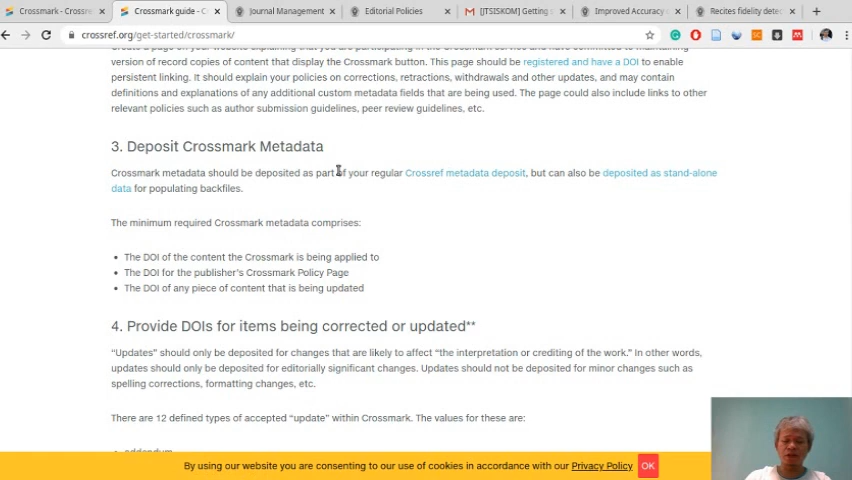 Crossmark - Crossre
Crossmark guide - C
Journal Management
Editorial Policies
[JTSISKOM] Getting s
Improved Accuracy
Recites fidelity dete
crossref.org/get-started/crossmark/
Create a page on your website explaining that you are participating in the Crossmark service and have committed to maintaining
version of record copies of content that display the Crossmark button. This page should be registered and have a DOI to enable
persistent linking. It should explain your policies on corrections, retractions, withdrawals and other updates, and may contain
definitions and explanations of any additional custom metadata fields that are being used. The page could also include links to other
relevant policies such as author submission guidelines, peer review guidelines, etc.
3. Deposit Crossmark Metadata
Crossmark metadata should be deposited as part of your regular Crossref metadata deposit, but can also be deposited as stand-alone
data for populating backfiles.
The minimum required Crossmark metadata comprises:
• The DOI of the content the Crossmark is being applied to
• The DOI for the publisher's Crossmark Policy Page
• The DOI of any piece of content that is being updated
4. Provide DOIs for items being corrected or updated**
“Updates” should only be deposited for changes that are likely to affect “the interpretation or crediting of the work.” In other words,
updates should only be deposited for editorially significant changes. Updates should not be deposited for minor changes such as
spelling corrections, formatting changes, etc.
There are 12 defined types of accepted “update” within Crossmark. The values for these are:
• addendum
By using our website you are consenting to our use of cookies in accordance with our Privacy Policy OK